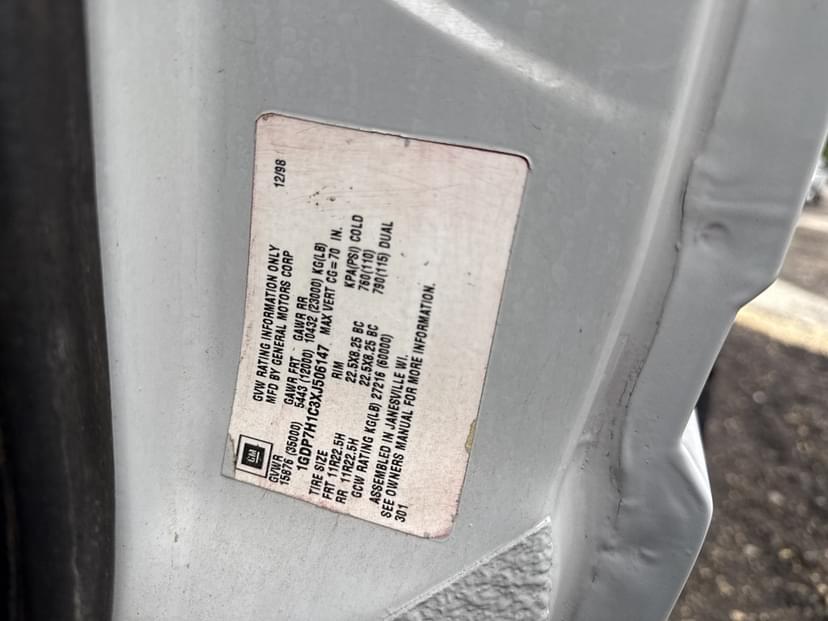 GM
GVW RATING INFORMATION ONLY 12/98
MFD BY GENERAL MOTORS CORP
GVWR GAWR FRT GAWR RR
15876 (35000) 5443 (12000) 10432 (23000) KG(LB)
1GDP7H1C3XJ506147 MAX VERT CG=70 IN.
TIRE SIZE RIM KPA(PSI) COLD
FRT 11R22.5H 22.5X8.25 BC 760(110)
RR 11R22.5H 22.5X8.25 BC 790(115) DUAL
GCW RATING KG(LB) 27216 (60000)
ASSEMBLED IN JANESVILLE WI.
SEE OWNERS MANUAL FOR MORE INFORMATION.
301